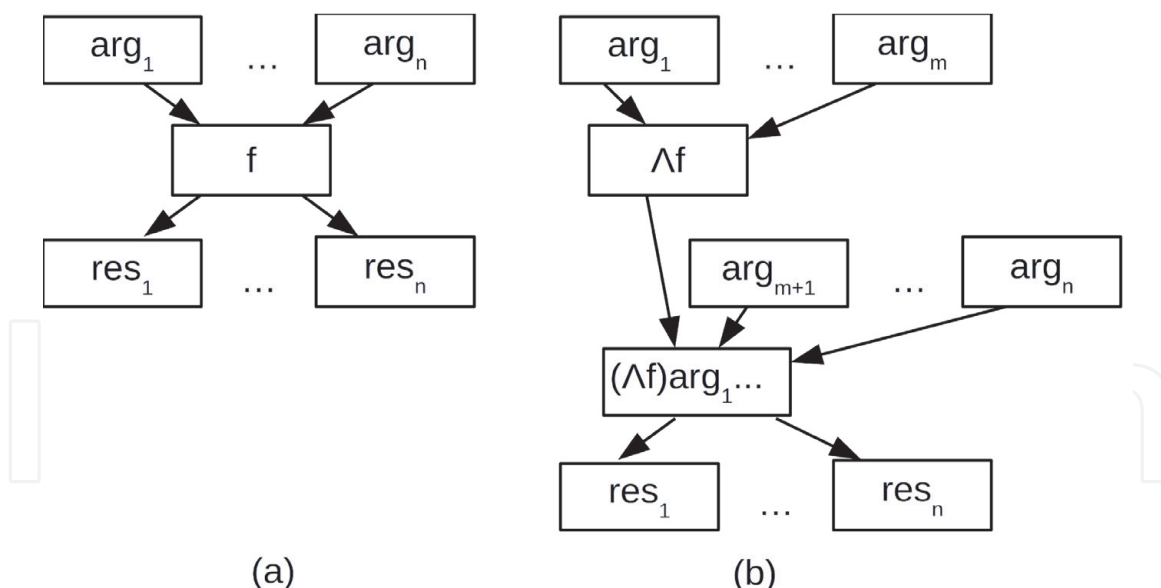 arg₁ ... argₙ
f
res₁ ... resₙ
(a)
arg₁ ... argₘ
Λf
argₘ₊₁ ... argₙ
(Λf)arg₁...
res₁ ... resₙ
(b)